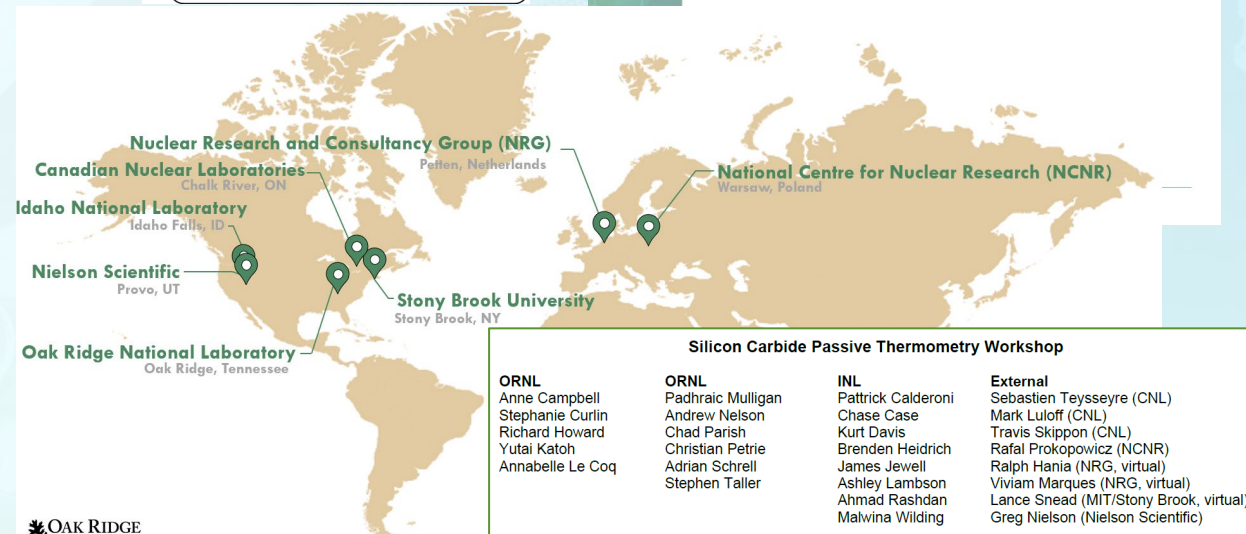 Nuclear Research and Consultancy Group (NRG)
Petten, Netherlands
Canadian Nuclear Laboratories
Chalk River, ON
National Centre for Nuclear Research (NCNR)
Warsaw, Poland
Idaho National Laboratory
Idaho Falls, ID
Nielson Scientific
Provo, UT
Stony Brook University
Stony Brook, NY
Oak Ridge National Laboratory
Oak Ridge, Tennessee
Silicon Carbide Passive Thermometry Workshop
ORNL
Anne Campbell
Stephanie Curlin
Richard Howard
Yutai Katoh
Annabelle Le Coq
ORNL
Padhraic Mulligan
Andrew Nelson
Chad Parish
Christian Petrie
Adrian Schrell
Stephen Taller
INL
Pattrick Calderoni
Chase Case
Kurt Davis
Brenden Heidrich
James Jewell
Ashley Lambson
Ahmad Rashdan
Malwina Wilding
External
Sebastien Teysseyre (CNL)
Mark Luloff (CNL)
Travis Skippon (CNL)
Rafal Prokopowicz (NCNR)
Ralph Hania (NRG, virtual)
Viviam Marques (NRG, virtual)
Lance Snead (MIT/Stony Brook, virtual)
Greg Nielson (Nielson Scientific)
OAK RIDGE